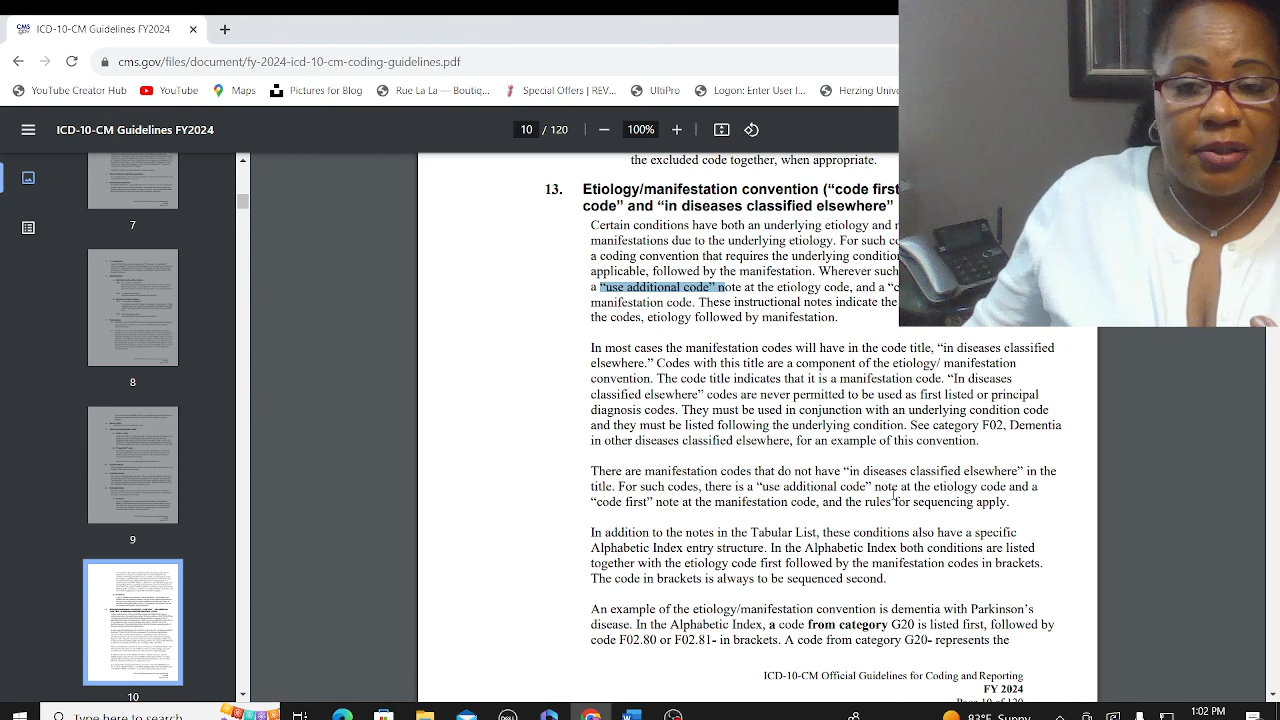 CMS
.GOV
ICD-10-CM Guidelines FY2024
cms.gov/files/document/fy-2024-icd-10-cm-coding-guidelines.pdf
YouTube Creator Hub
YouTube
Maps
Pictures for Blog
Rue La La — Boutiq...
Special Offers | REV...
UltiPro
Logon: Enter User I...
Herzing Unive
ICD-10-CM Guidelines FY2024
10 / 120
100%
7
8
9
10
the excluded code together, when appropriate.
13. Etiology/manifestation convention (“code first
code” and “in diseases classified elsewhere”
Certain conditions have both an underlying etiology and
manifestations due to the underlying etiology. For such
coding convention that requires the underlying condition
applicable, followed by the manifestation. Wherever such
a “use additional code” note at the etiology code, and a
manifestation code. These instructional notes indicate the
the codes, etiology followed by manifestation.
In most cases the manifestation codes will have in the code title, “in diseases classified
elsewhere.” Codes with this title are a component of the etiology/ manifestation
convention. The code title indicates that it is a manifestation code. “In diseases
classified elsewhere” codes are never permitted to be used as first listed or principal
diagnosis codes. They must be used in conjunction with an underlying condition code
and they must be listed following the underlying condition. See category F02, Dementia
in other diseases classified elsewhere, for an example of this convention.
There are manifestation codes that do not have “in diseases classified elsewhere” in the
title. For such codes, there is a “use additional code” note at the etiology code and a
“code first” note at the manifestation code, and the rules for sequencing apply.
In addition to the notes in the Tabular List, these conditions also have a specific
Alphabetic Index entry structure. In the Alphabetic Index both conditions are listed
together with the etiology code first followed by the manifestation codes in brackets.
The code in brackets is always to be sequenced second.
An example of the etiology/manifestation convention is dementia with Parkinson’s
disease. In the Alphabetic Index, a code from category G20 is listed first, followed by
code F02.80 or F02.81- in brackets. A code from category G20- represents the
ICD-10-CM Official Guidelines for Coding and Reporting
FY 2024
Page 10 of 120
Type here to search
83°F Sunny
1:02 PM